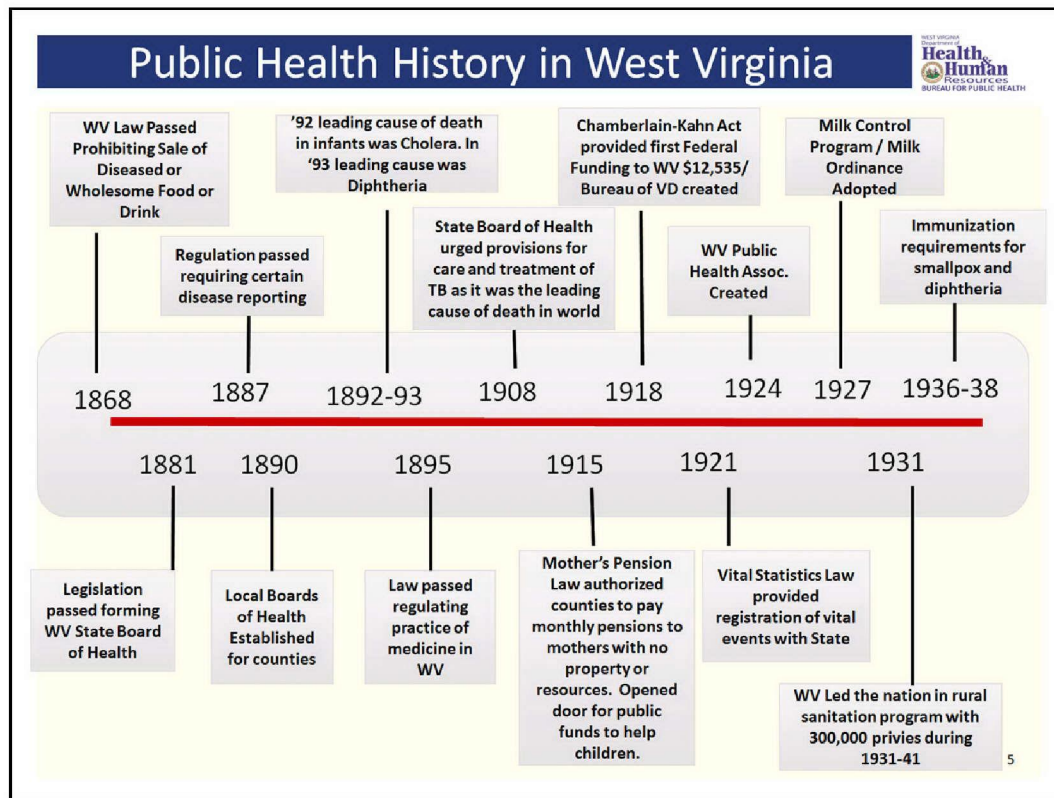 Public Health History in West Virginia
WEST VIRGINIA
Department of
Health &
Human
Resources
BUREAU FOR PUBLIC HEALTH
WV Law Passed
Prohibiting Sale of
Diseased or
Wholesome Food or
Drink
Regulation passed
requiring certain
disease reporting
'92 leading cause of death
in infants was Cholera. In
'93 leading cause was
Diphtheria
State Board of Health
urged provisions for
care and treatment of
TB as it was the leading
cause of death in world
Chamberlain-Kahn Act
provided first Federal
Funding to WV $12,535/
Bureau of VD created
WV Public
Health Assoc.
Created
Milk Control
Program / Milk
Ordinance
Adopted
Immunization
requirements for
smallpox and
diphtheria
1868
1887
1892-93
1908
1918
1924
1927
1936-38
1881
1890
1895
1915
1921
1931
Legislation
passed forming
WV State Board
of Health
Local Boards
of Health
Established
for counties
Law passed
regulating
practice of
medicine in
WV
Mother's Pension
Law authorized
counties to pay
monthly pensions to
mothers with no
property or
resources. Opened
door for public
funds to help
children.
Vital Statistics Law
provided
registration of vital
events with State
WV Led the nation in rural
sanitation program with
300,000 privies during
1931-41
5